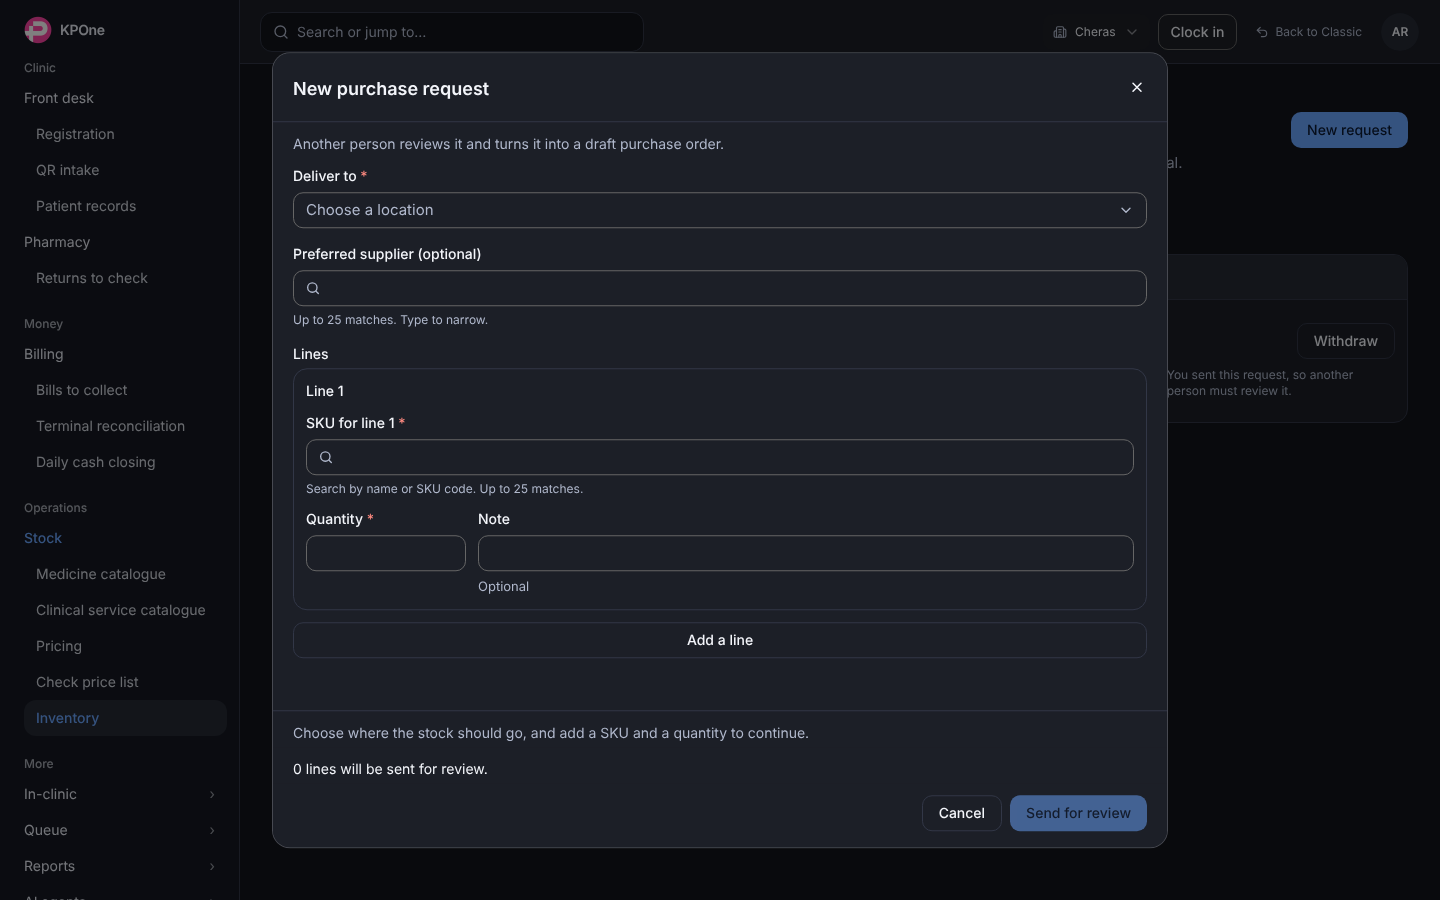 KPOne
Search or jump to...
Cheras
Clock in
Back to Classic
AR
Clinic
Front desk
Registration
QR intake
Patient records
Pharmacy
Returns to check
Money
Billing
Bills to collect
Terminal reconciliation
Daily cash closing
Operations
Stock
Medicine catalogue
Clinical service catalogue
Pricing
Check price list
Inventory
More
In-clinic
Queue
Reports
New purchase request
Another person reviews it and turns it into a draft purchase order.
Deliver to *
Choose a location
Preferred supplier (optional)
Up to 25 matches. Type to narrow.
Lines
Line 1
SKU for line 1 *
Search by name or SKU code. Up to 25 matches.
Quantity *
Note
Optional
Add a line
Choose where the stock should go, and add a SKU and a quantity to continue.
0 lines will be sent for review.
Cancel
Send for review
New request
al.
Withdraw
You sent this request, so another
person must review it.